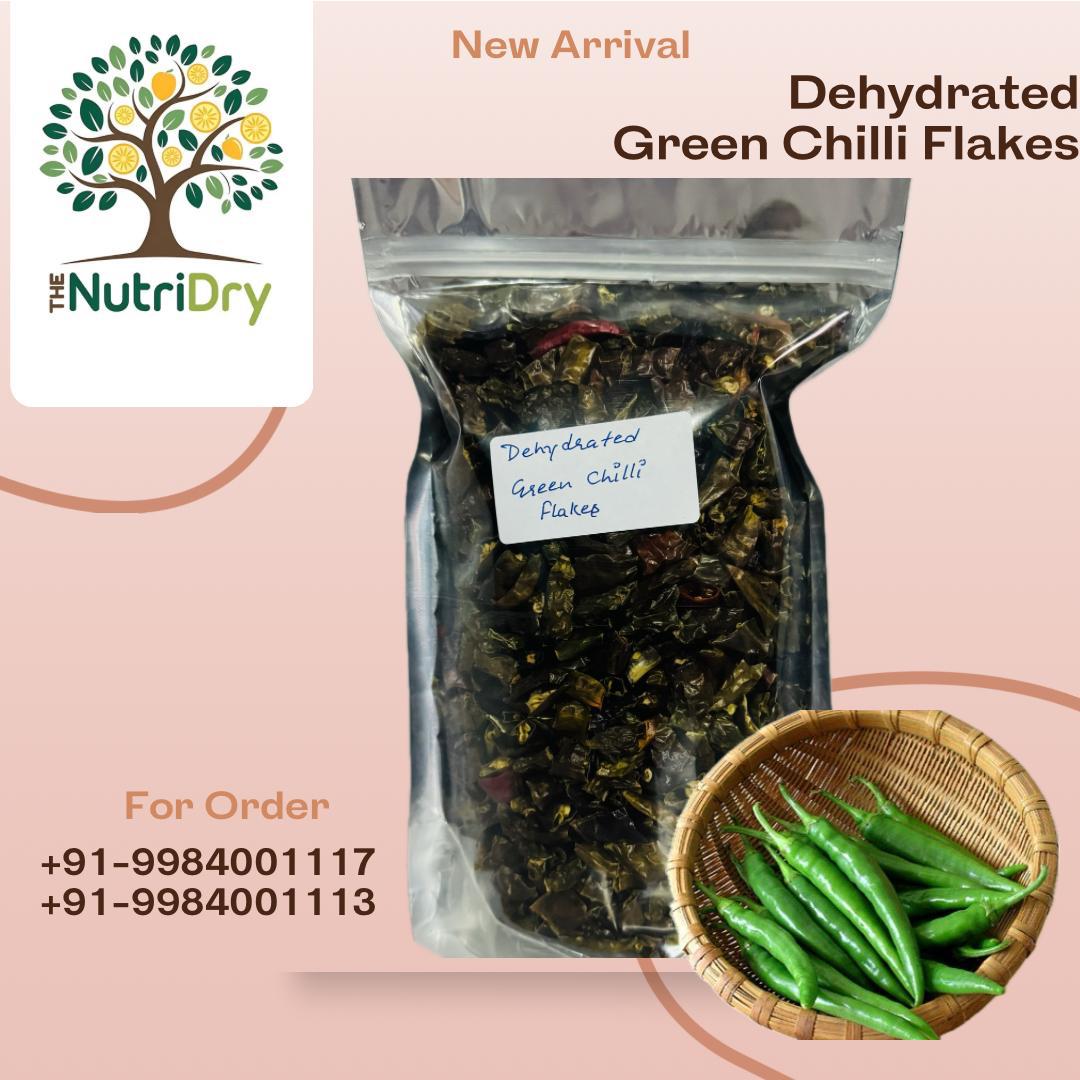 New Arrival
Dehydrated
Green Chilli Flakes
THE NutriDry
Dehydrated
Green Chilli
flakes
For Order
+91-9984001117
+91-9984001113